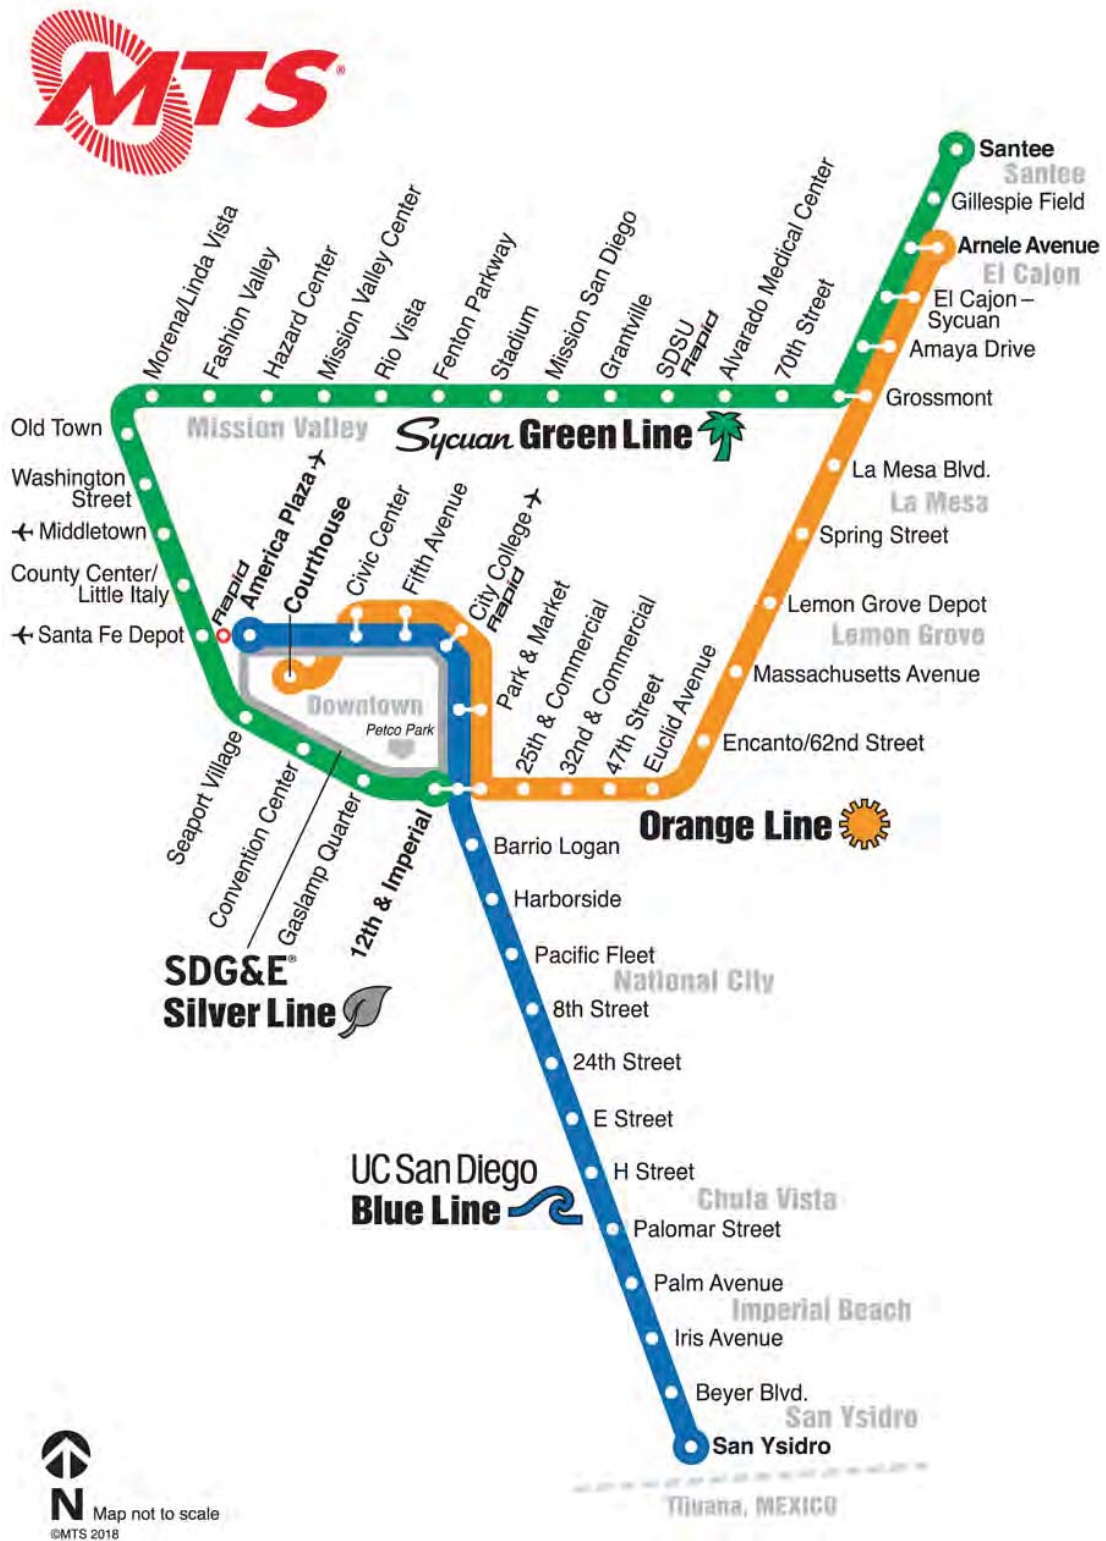 MTS®
Santee
Santee
Gillespie Field
Arnele Avenue
El Cajon
El Cajon–
Sycuan
Amaya Drive
Grossmont
Morena/Linda Vista
Fashion Valley
Hazard Center
Mission Valley Center
Rio Vista
Fenton Parkway
Stadium
Mission San Diego
Grantville
SDSU
Rapid
Alvarado Medical Center
70th Street
Old Town
Mission Valley
Sycuan Green Line
Washington
Street
Middletown
County Center/
Little Italy
Santa Fe Depot
Rapid
America Plaza
Courthouse
Civic Center
Fifth Avenue
City College
Rapid
Park & Market
25th & Commercial
32nd & Commercial
47th Street
Euclid Avenue
La Mesa Blvd.
La Mesa
Spring Street
Lemon Grove Depot
Lemon Grove
Massachusetts Avenue
Encanto/62nd Street
Downtown
Petco Park
Orange Line
Seaport Village
Convention Center
Gaslamp Quarter
12th & Imperial
SDG&E®
Silver Line
Barrio Logan
Harborside
Pacific Fleet
National City
8th Street
24th Street
E Street
UC San Diego
Blue Line
H Street
Chula Vista
Palomar Street
Palm Avenue
Imperial Beach
Iris Avenue
Beyer Blvd.
San Ysidro
San Ysidro
Tijuana, MEXICO
N Map not to scale
©MTS 2018